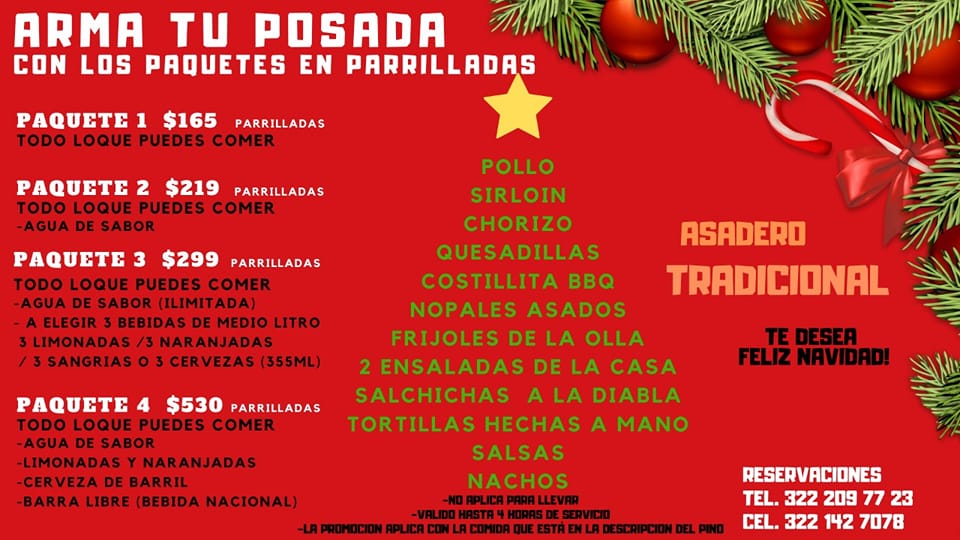 ARMA TU POSADA
CON LOS PAQUETES EN PARRILLADAS
PAQUETE 1 $165 PARRILLADAS
TODO LOQUE PUEDES COMER
PAQUETE 2 $219 PARRILLADAS
TODO LOQUE PUEDES COMER
-AGUA DE SABOR
PAQUETE 3 $299 PARRILLADAS
TODO LOQUE PUEDES COMER
-AGUA DE SABOR (ILIMITADA)
- A ELEGIR 3 BEBIDAS DE MEDIO LITRO
3 LIMONADAS /3 NARANJADAS
/ 3 SANGRIAS O 3 CERVEZAS (355ML)
PAQUETE 4 $530 PARRILLADAS
TODO LOQUE PUEDES COMER
-AGUA DE SABOR
-LIMONADAS Y NARANJADAS
-CERVEZA DE BARRIL
-BARRA LIBRE (BEBIDA NACIONAL)
POLLO
SIRLOIN
CHORIZO
QUESADILLAS
COSTILLITA BBQ
NOPALES ASADOS
FRIJOLES DE LA OLLA
2 ENSALADAS DE LA CASA
SALCHICHAS A LA DIABLA
TORTILLAS HECHAS A MANO
SALSAS
NACHOS
-NO APLICA PARA LLEVAR
-VALIDO HASTA 4 HORAS DE SERVICIO
-LA PROMOCION APLICA CON LA COMIDA QUE ESTÁ EN LA DESCRIPCION DEL PINO
ASADERO
TRADICIONAL
TE DESEA
FELIZ NAVIDAD!
RESERVACIONES
TEL. 322 209 77 23
CEL. 322 142 7078